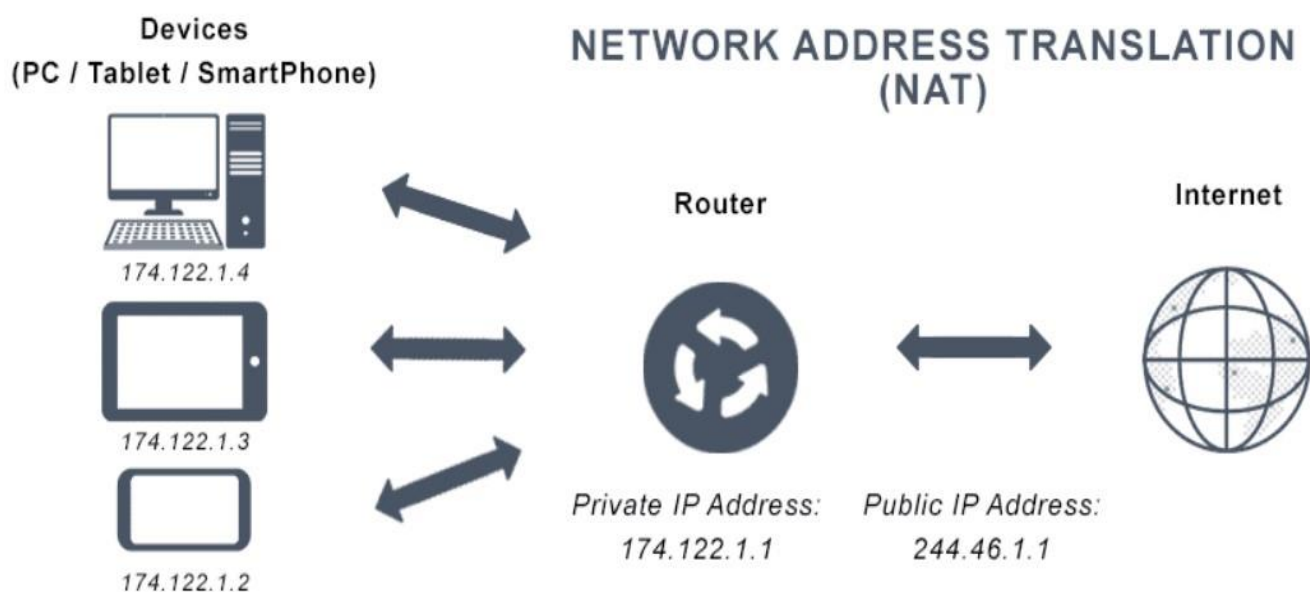 Devices
(PC / Tablet / SmartPhone)
NETWORK ADDRESS TRANSLATION
(NAT)
174.122.1.4
174.122.1.3
174.122.1.2
Router
Private IP Address:
174.122.1.1
Public IP Address:
244.46.1.1
Internet